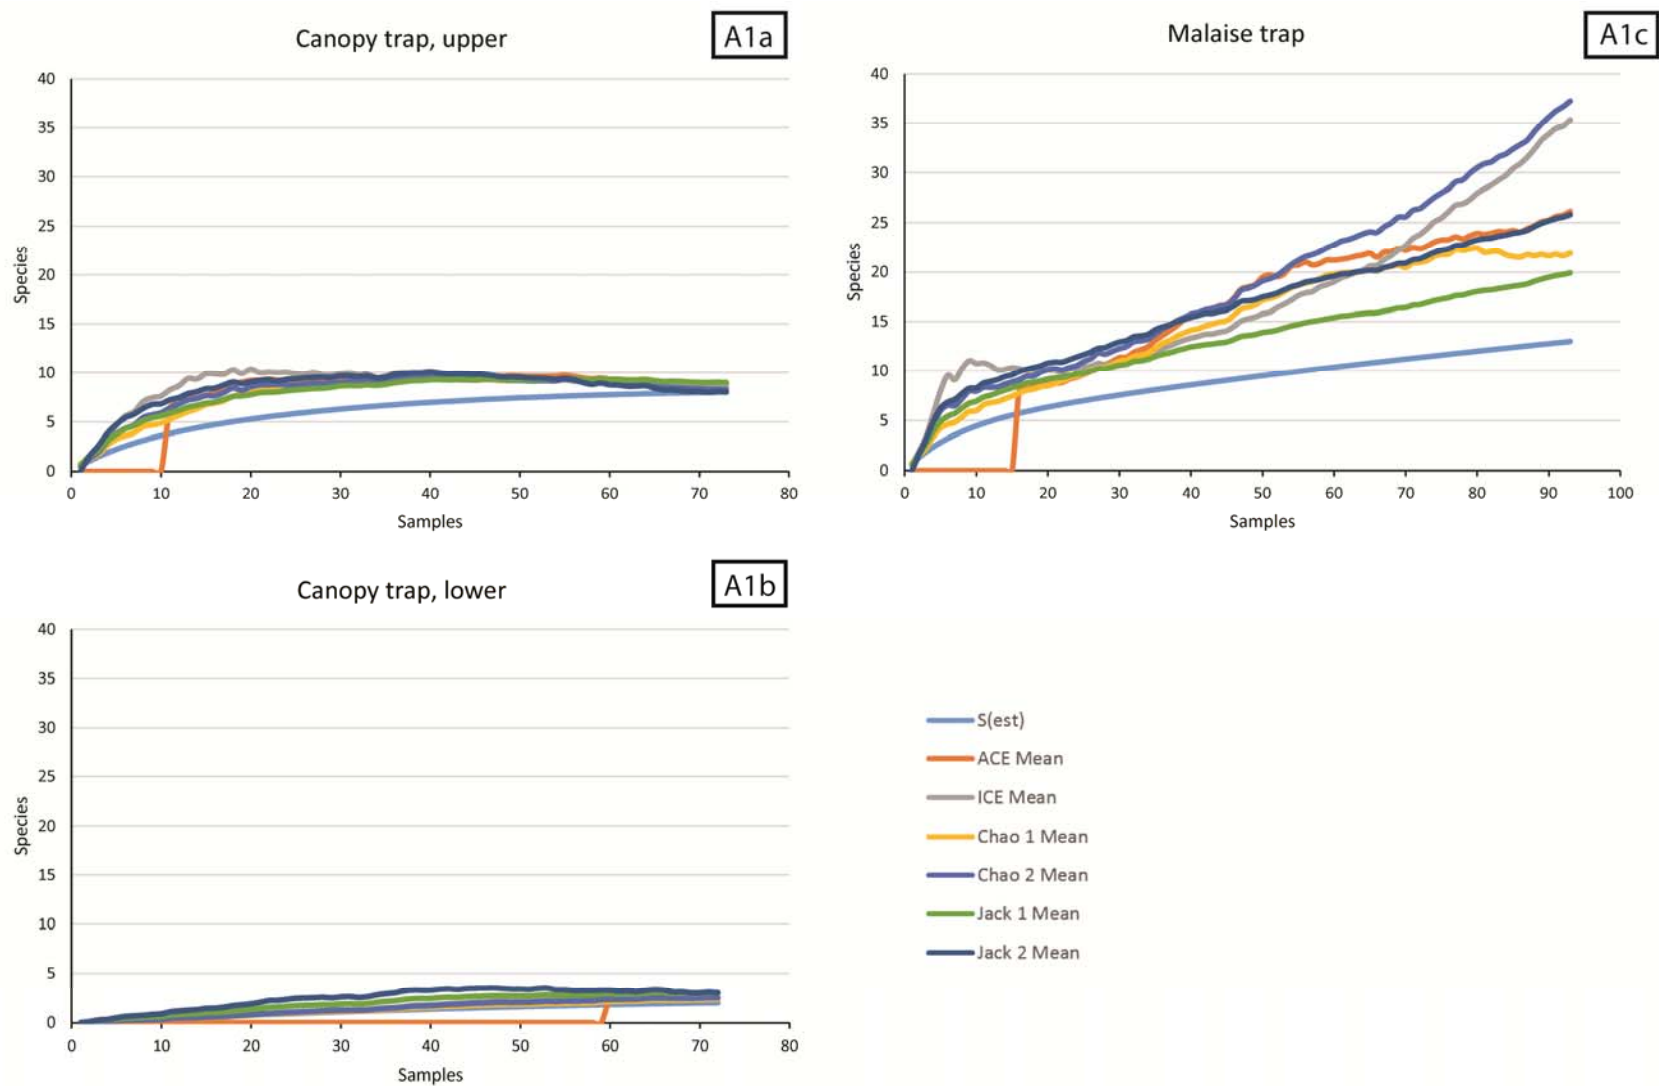 Canopy trap, upper
A1a
40
35
30
25
20
15
10
5
0
Species
0 10 20 30 40 50 60 70 80
Samples
Malaise trap
A1c
40
35
30
25
20
15
10
5
0
Species
0 10 20 30 40 50 60 70 80 90 100
Samples
Canopy trap, lower
A1b
40
35
30
25
20
15
10
5
0
Species
0 10 20 30 40 50 60 70 80
Samples
S(est)
ACE Mean
ICE Mean
Chao 1 Mean
Chao 2 Mean
Jack 1 Mean
Jack 2 Mean